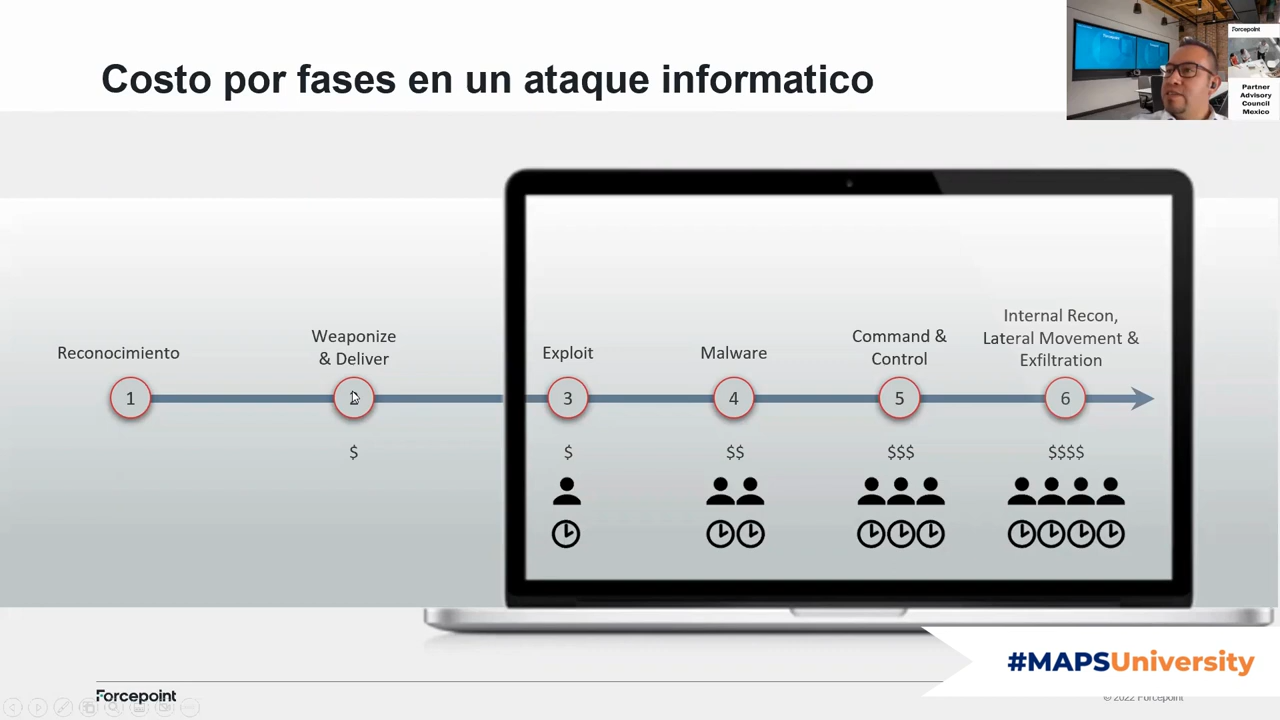 Costo por fases en un ataque informatico
Forcepoint
Partner
Advisory
Council
Mexico
Reconocimiento
Weaponize
& Deliver
Exploit
Malware
Command &
Control
Internal Recon,
Lateral Movement &
Exfiltration
1
2
3
4
5
6
$
$
$$
$$$
$$$$
#MAPSUniversity
Forcepoint
© 2022 Forcepoint